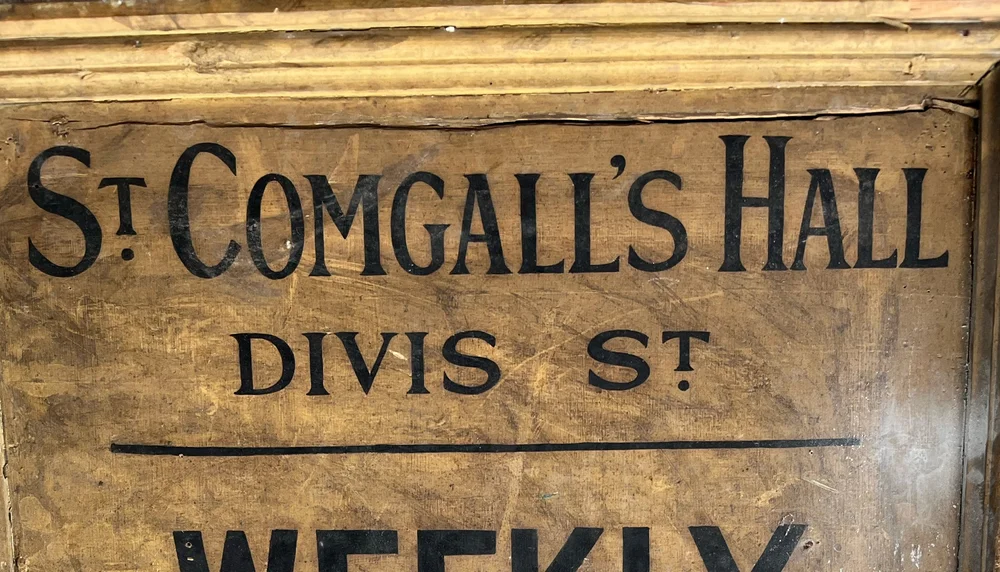 St. Comgall's Hall
DIVIS ST.
WEEKLY